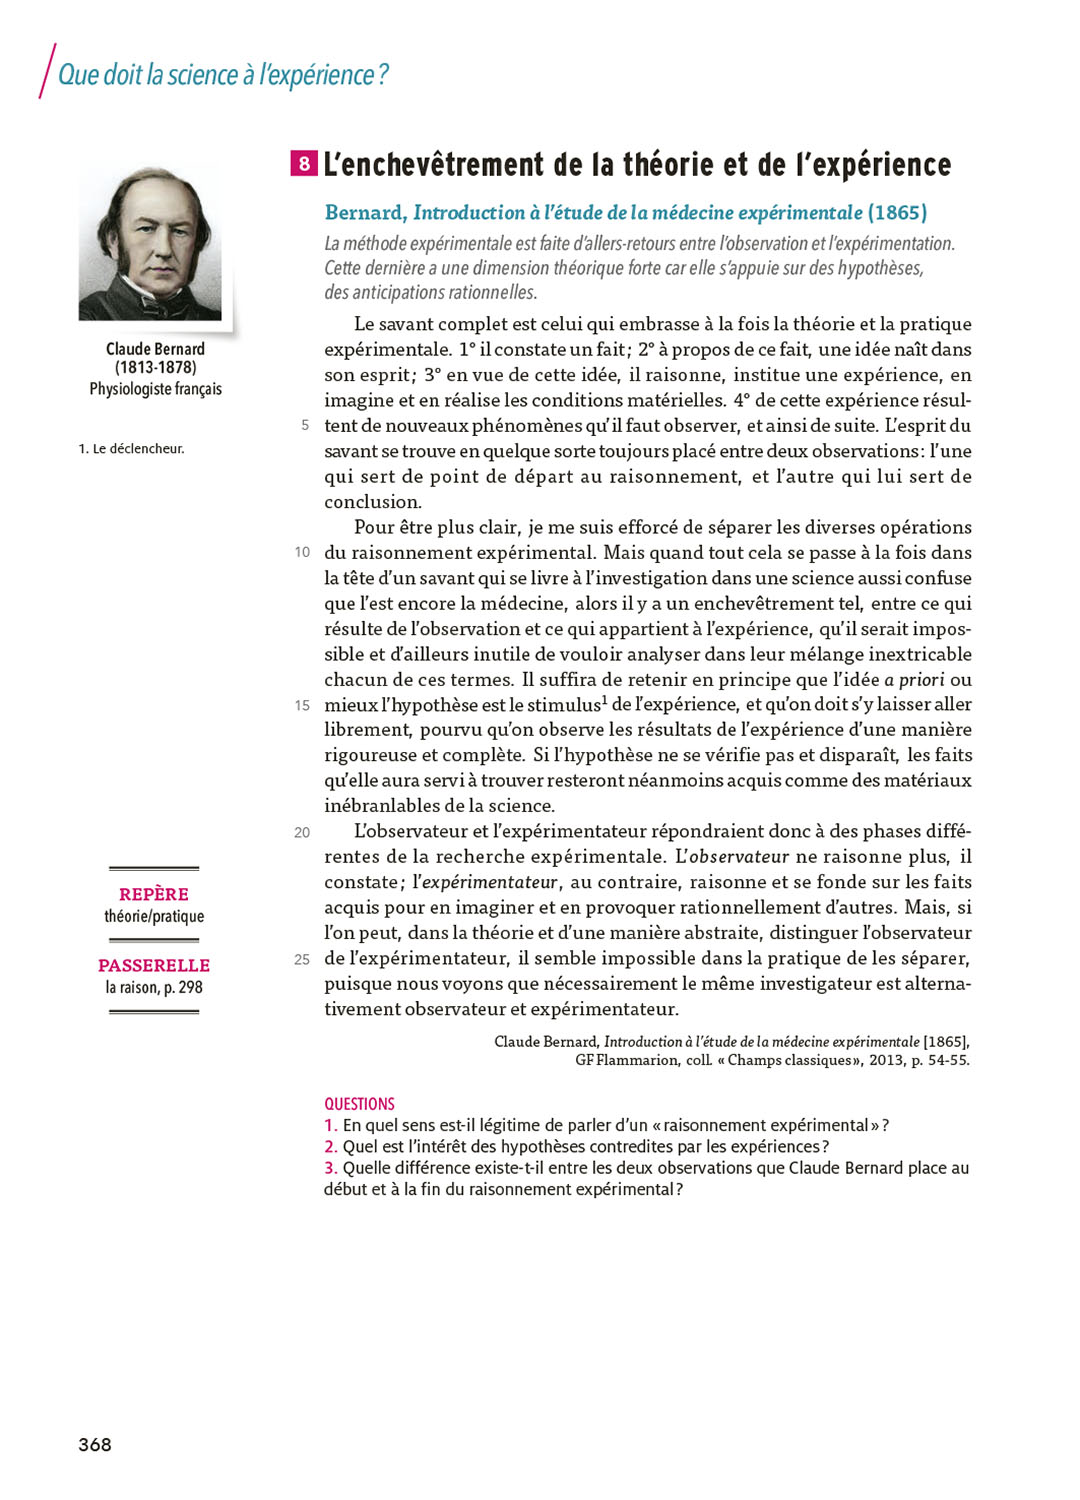 Que doit la science à l'expérience ?
8 L'enchevêtrement de la théorie et de l'expérience
Bernard, Introduction à l'étude de la médecine expérimentale (1865)
La méthode expérimentale est faite d'allers-retours entre l'observation et l'expérimentation.
Cette dernière a une dimension théorique forte car elle s'appuie sur des hypothèses,
des anticipations rationnelles.
Claude Bernard
(1813-1878)
Physiologiste français
1. Le déclencheur.
Le savant complet est celui qui embrasse à la fois la théorie et la pratique
expérimentale. 1° il constate un fait ; 2° à propos de ce fait, une idée naît dans
son esprit ; 3° en vue de cette idée, il raisonne, institue une expérience, en
imagine et en réalise les conditions matérielles. 4° de cette expérience résul-
5 tent de nouveaux phénomènes qu'il faut observer, et ainsi de suite. L'esprit du
savant se trouve en quelque sorte toujours placé entre deux observations : l'une
qui sert de point de départ au raisonnement, et l'autre qui lui sert de
conclusion.
Pour être plus clair, je me suis efforcé de séparer les diverses opérations
10 du raisonnement expérimental. Mais quand tout cela se passe à la fois dans
la tête d'un savant qui se livre à l'investigation dans une science aussi confuse
que l'est encore la médecine, alors il y a un enchevêtrement tel, entre ce qui
résulte de l'observation et ce qui appartient à l'expérience, qu'il serait impos-
sible et d'ailleurs inutile de vouloir analyser dans leur mélange inextricable
chacun de ces termes. Il suffira de retenir en principe que l'idée a priori ou
15 mieux l'hypothèse est le stimulus1 de l'expérience, et qu'on doit s'y laisser aller
librement, pourvu qu'on observe les résultats de l'expérience d'une manière
rigoureuse et complète. Si l'hypothèse ne se vérifie pas et disparaît, les faits
qu'elle aura servi à trouver resteront néanmoins acquis comme des matériaux
inébranlables de la science.
20 L'observateur et l'expérimentateur répondraient donc à des phases diffé-
rentes de la recherche expérimentale. L'observateur ne raisonne plus, il
constate ; l'expérimentateur, au contraire, raisonne et se fonde sur les faits
acquis pour en imaginer et en provoquer rationnellement d'autres. Mais, si
l'on peut, dans la théorie et d'une manière abstraite, distinguer l'observateur
25 de l'expérimentateur, il semble impossible dans la pratique de les séparer,
puisque nous voyons que nécessairement le même investigateur est alterna-
tivement observateur et expérimentateur.
REPÈRE
théorie/pratique
PASSERELLE
la raison, p. 298
Claude Bernard, Introduction à l'étude de la médecine expérimentale [1865],
GF Flammarion, coll. « Champs classiques », 2013, p. 54-55.
QUESTIONS
1. En quel sens est-il légitime de parler d'un « raisonnement expérimental » ?
2. Quel est l'intérêt des hypothèses contredites par les expériences ?
3. Quelle différence existe-t-il entre les deux observations que Claude Bernard place au
début et à la fin du raisonnement expérimental ?
368